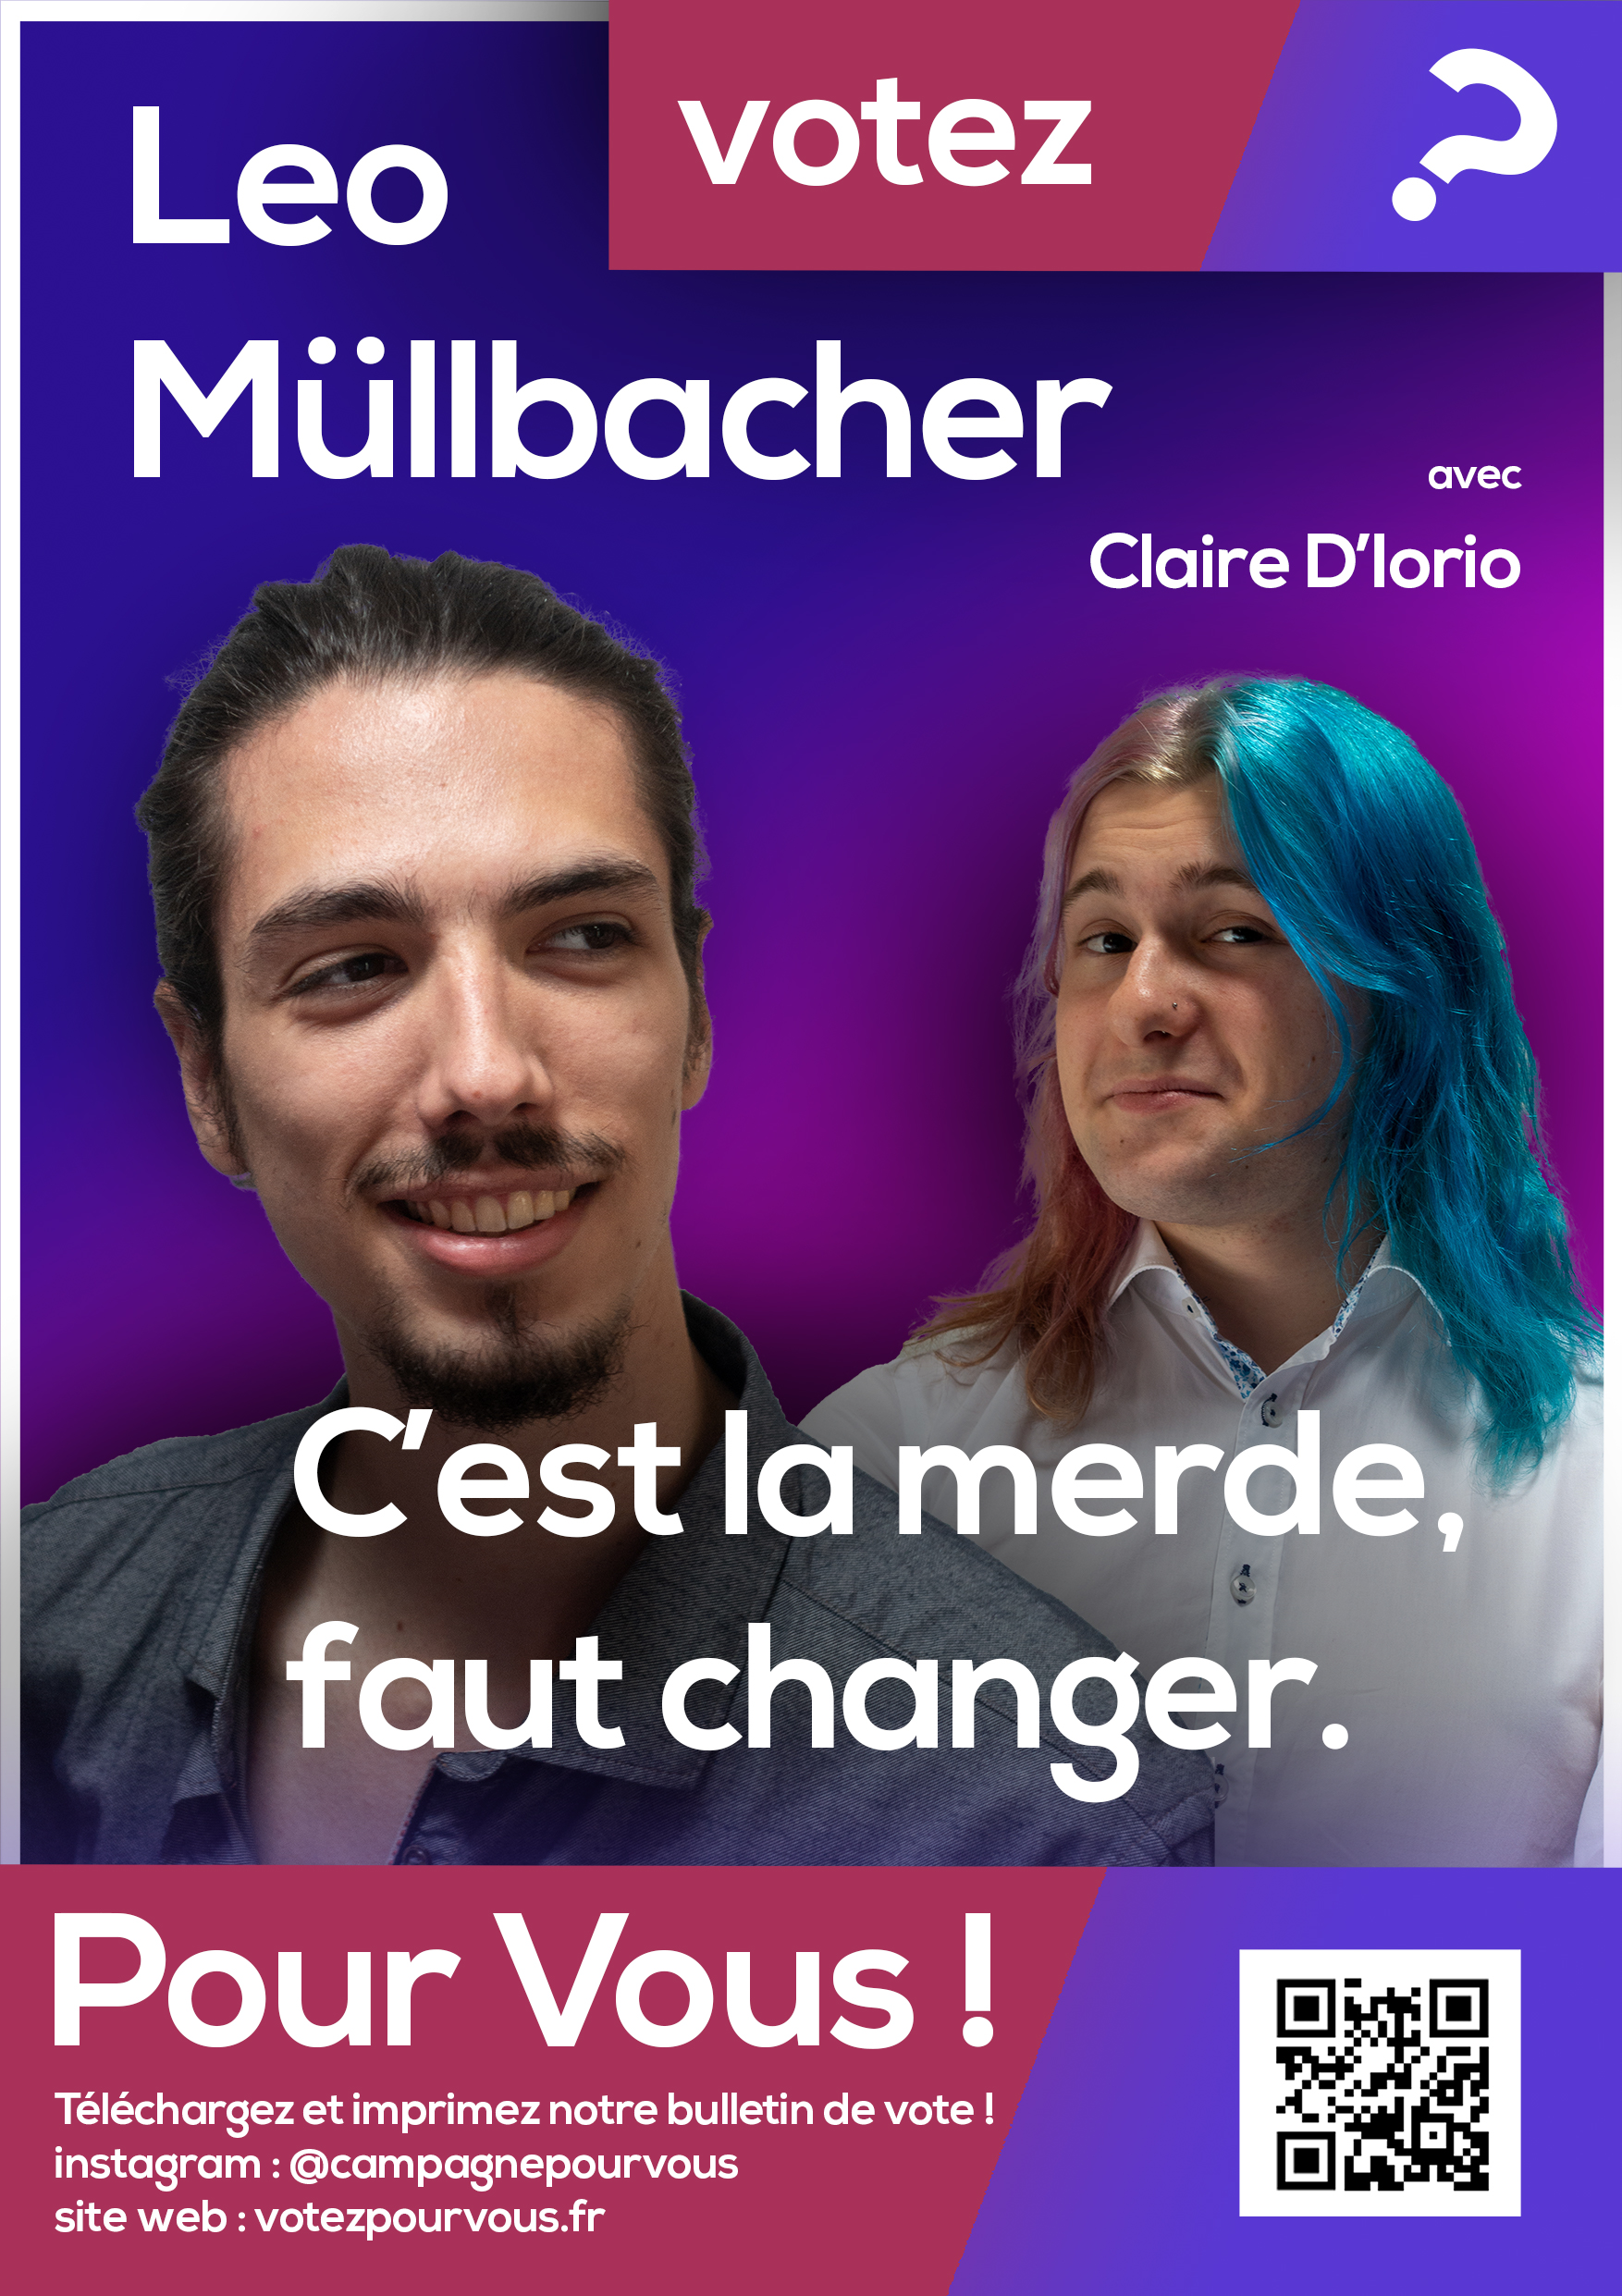 votez ?
Leo
Müllbacher
avec
Claire D'Iorio
C'est la merde,
faut changer.
Pour Vous !
Téléchargez et imprimez notre bulletin de vote !
instagram : @campagnepourvous
site web : votezpourvous.fr